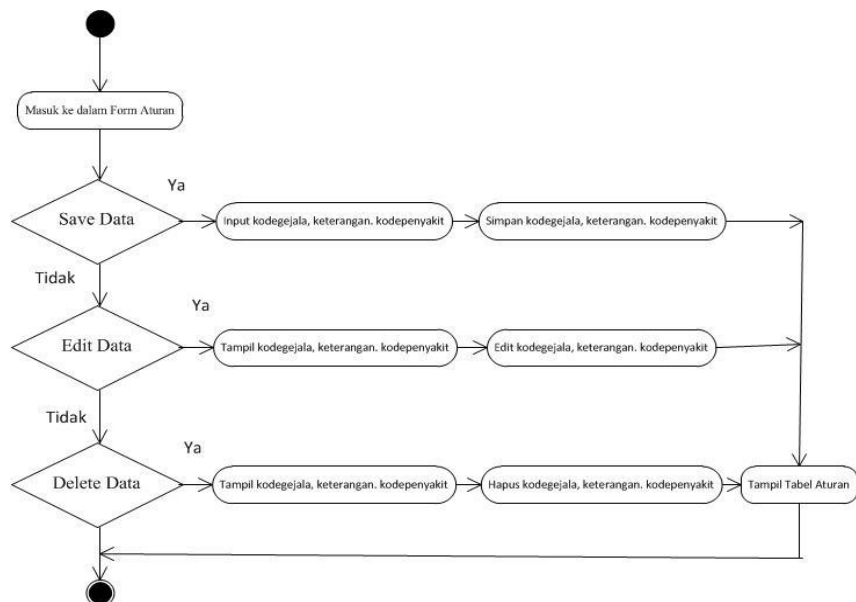 Masuk ke dalam Form Aturan
Ya
Save Data
Input kodegejala, keterangan. kodepenyakit
Simpan kodegejala, keterangan. kodepenyakit
Tidak
Ya
Edit Data
Tampil kodegejala, keterangan. kodepenyakit
Edit kodegejala, keterangan. kodepenyakit
Tidak
Ya
Delete Data
Tampil kodegejala, keterangan. kodepenyakit
Hapus kodegejala, keterangan. kodepenyakit
Tampil Tabel Aturan